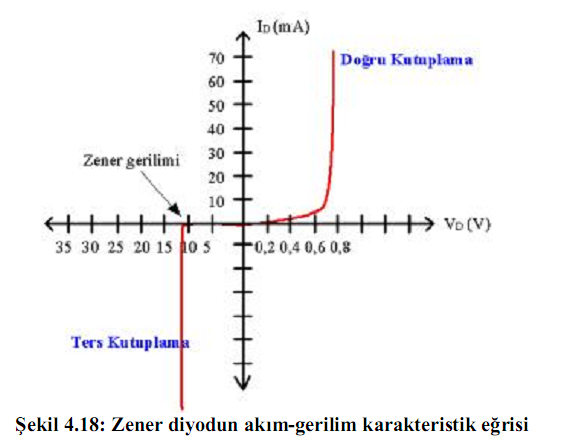 I_D (mA)
70
Doğru Kutuplama
60
50
40
Zener gerilimi
30
20
10
V_D (V)
35 30 25 20 15 10 5
0,2 0,4 0,6 0,8
Ters Kutuplama
Şekil 4.18: Zener diyodun akım-gerilim karakteristik eğrisi